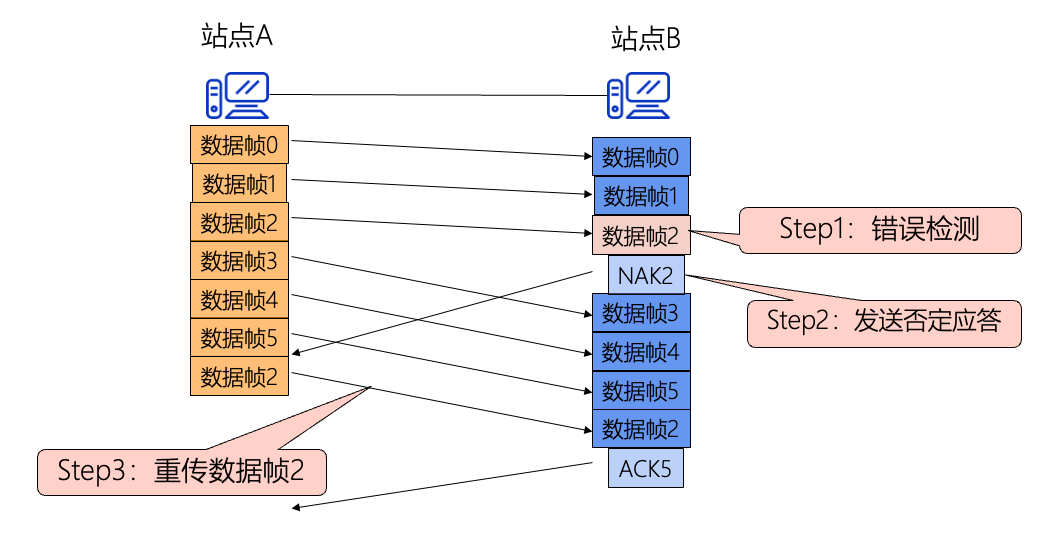 站点A
站点B
数据帧0
数据帧1
数据帧2
数据帧3
数据帧4
数据帧5
数据帧2
数据帧0
数据帧1
数据帧2
NAK2
数据帧3
数据帧4
数据帧5
数据帧2
ACK5
Step1：错误检测
Step2：发送否定应答
Step3：重传数据帧2